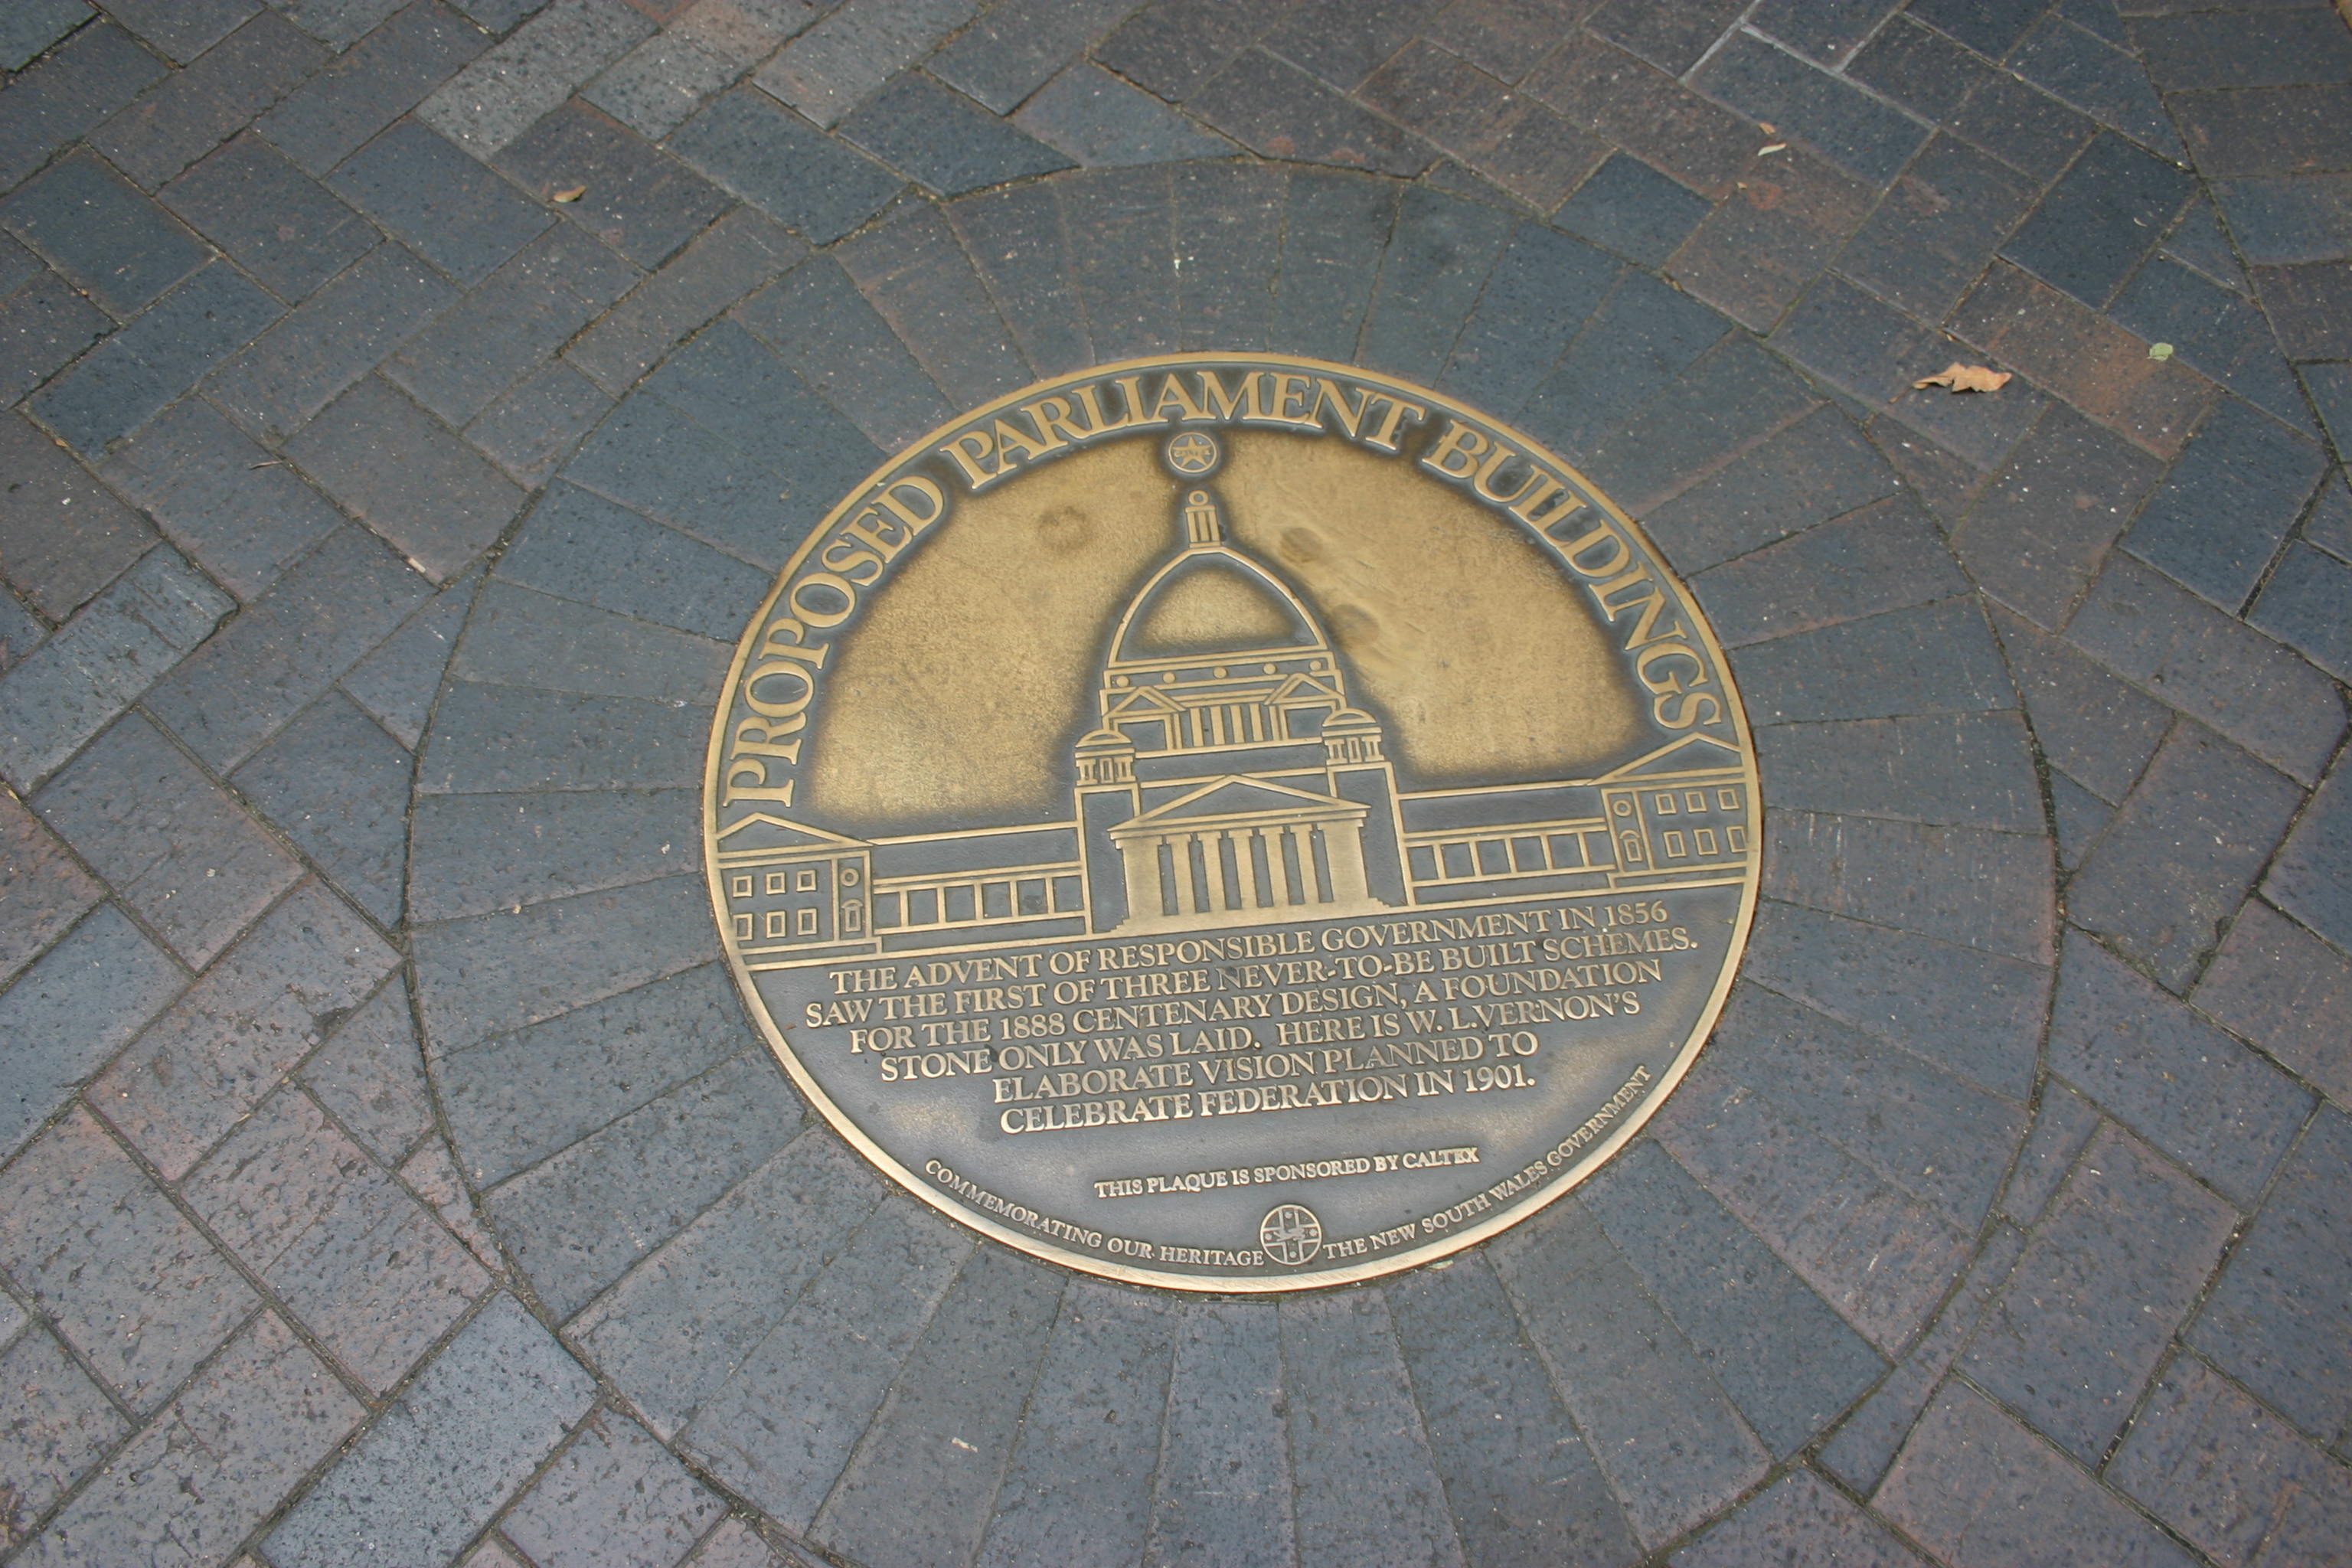 PROPOSED PARLIAMENT BUILDINGS
THE ADVENT OF RESPONSIBLE GOVERNMENT IN 1856
SAW THE FIRST OF THREE NEVER-TO-BE BUILT SCHEMES.
FOR THE 1888 CENTENARY DESIGN, A FOUNDATION
STONE ONLY WAS LAID. HERE IS W. L. VERNON'S
ELABORATE VISION PLANNED TO
CELEBRATE FEDERATION IN 1901.
THIS PLAQUE IS SPONSORED BY CALTEX
COMMEMORATING OUR HERITAGE THE NEW SOUTH WALES GOVERNMENT